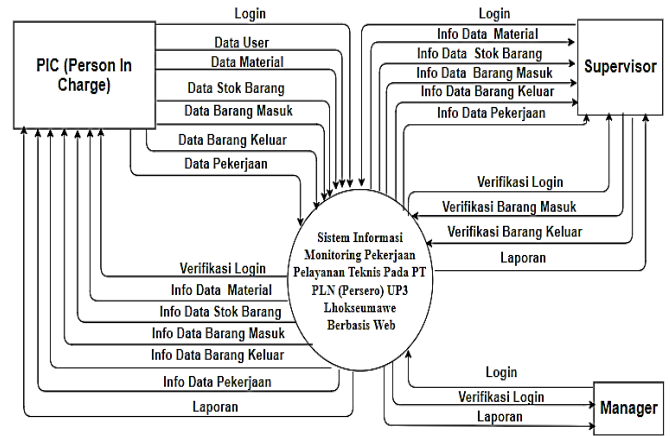 Login
Data User
Data Material
Data Stok Barang
Data Barang Masuk
Data Barang Keluar
Data Pekerjaan
PIC (Person In
Charge)
Login
Info Data Material
Info Data Stok Barang
Info Data Barang Masuk
Info Data Barang Keluar
Info Data Pekerjaan
Supervisor
Verifikasi Login
Verifikasi Barang Masuk
Verifikasi Barang Keluar
Laporan
Sistem Informasi
Monitoring Pekerjaan
Pelayanan Teknis Pada PT
PLN (Persero) UP3
Lhokseumawe
Berbasis Web
Verifikasi Login
Info Data Material
Info Data Stok Barang
Info Data Barang Masuk
Info Data Barang Keluar
Info Data Pekerjaan
Laporan
Login
Verifikasi Login
Laporan
Manager